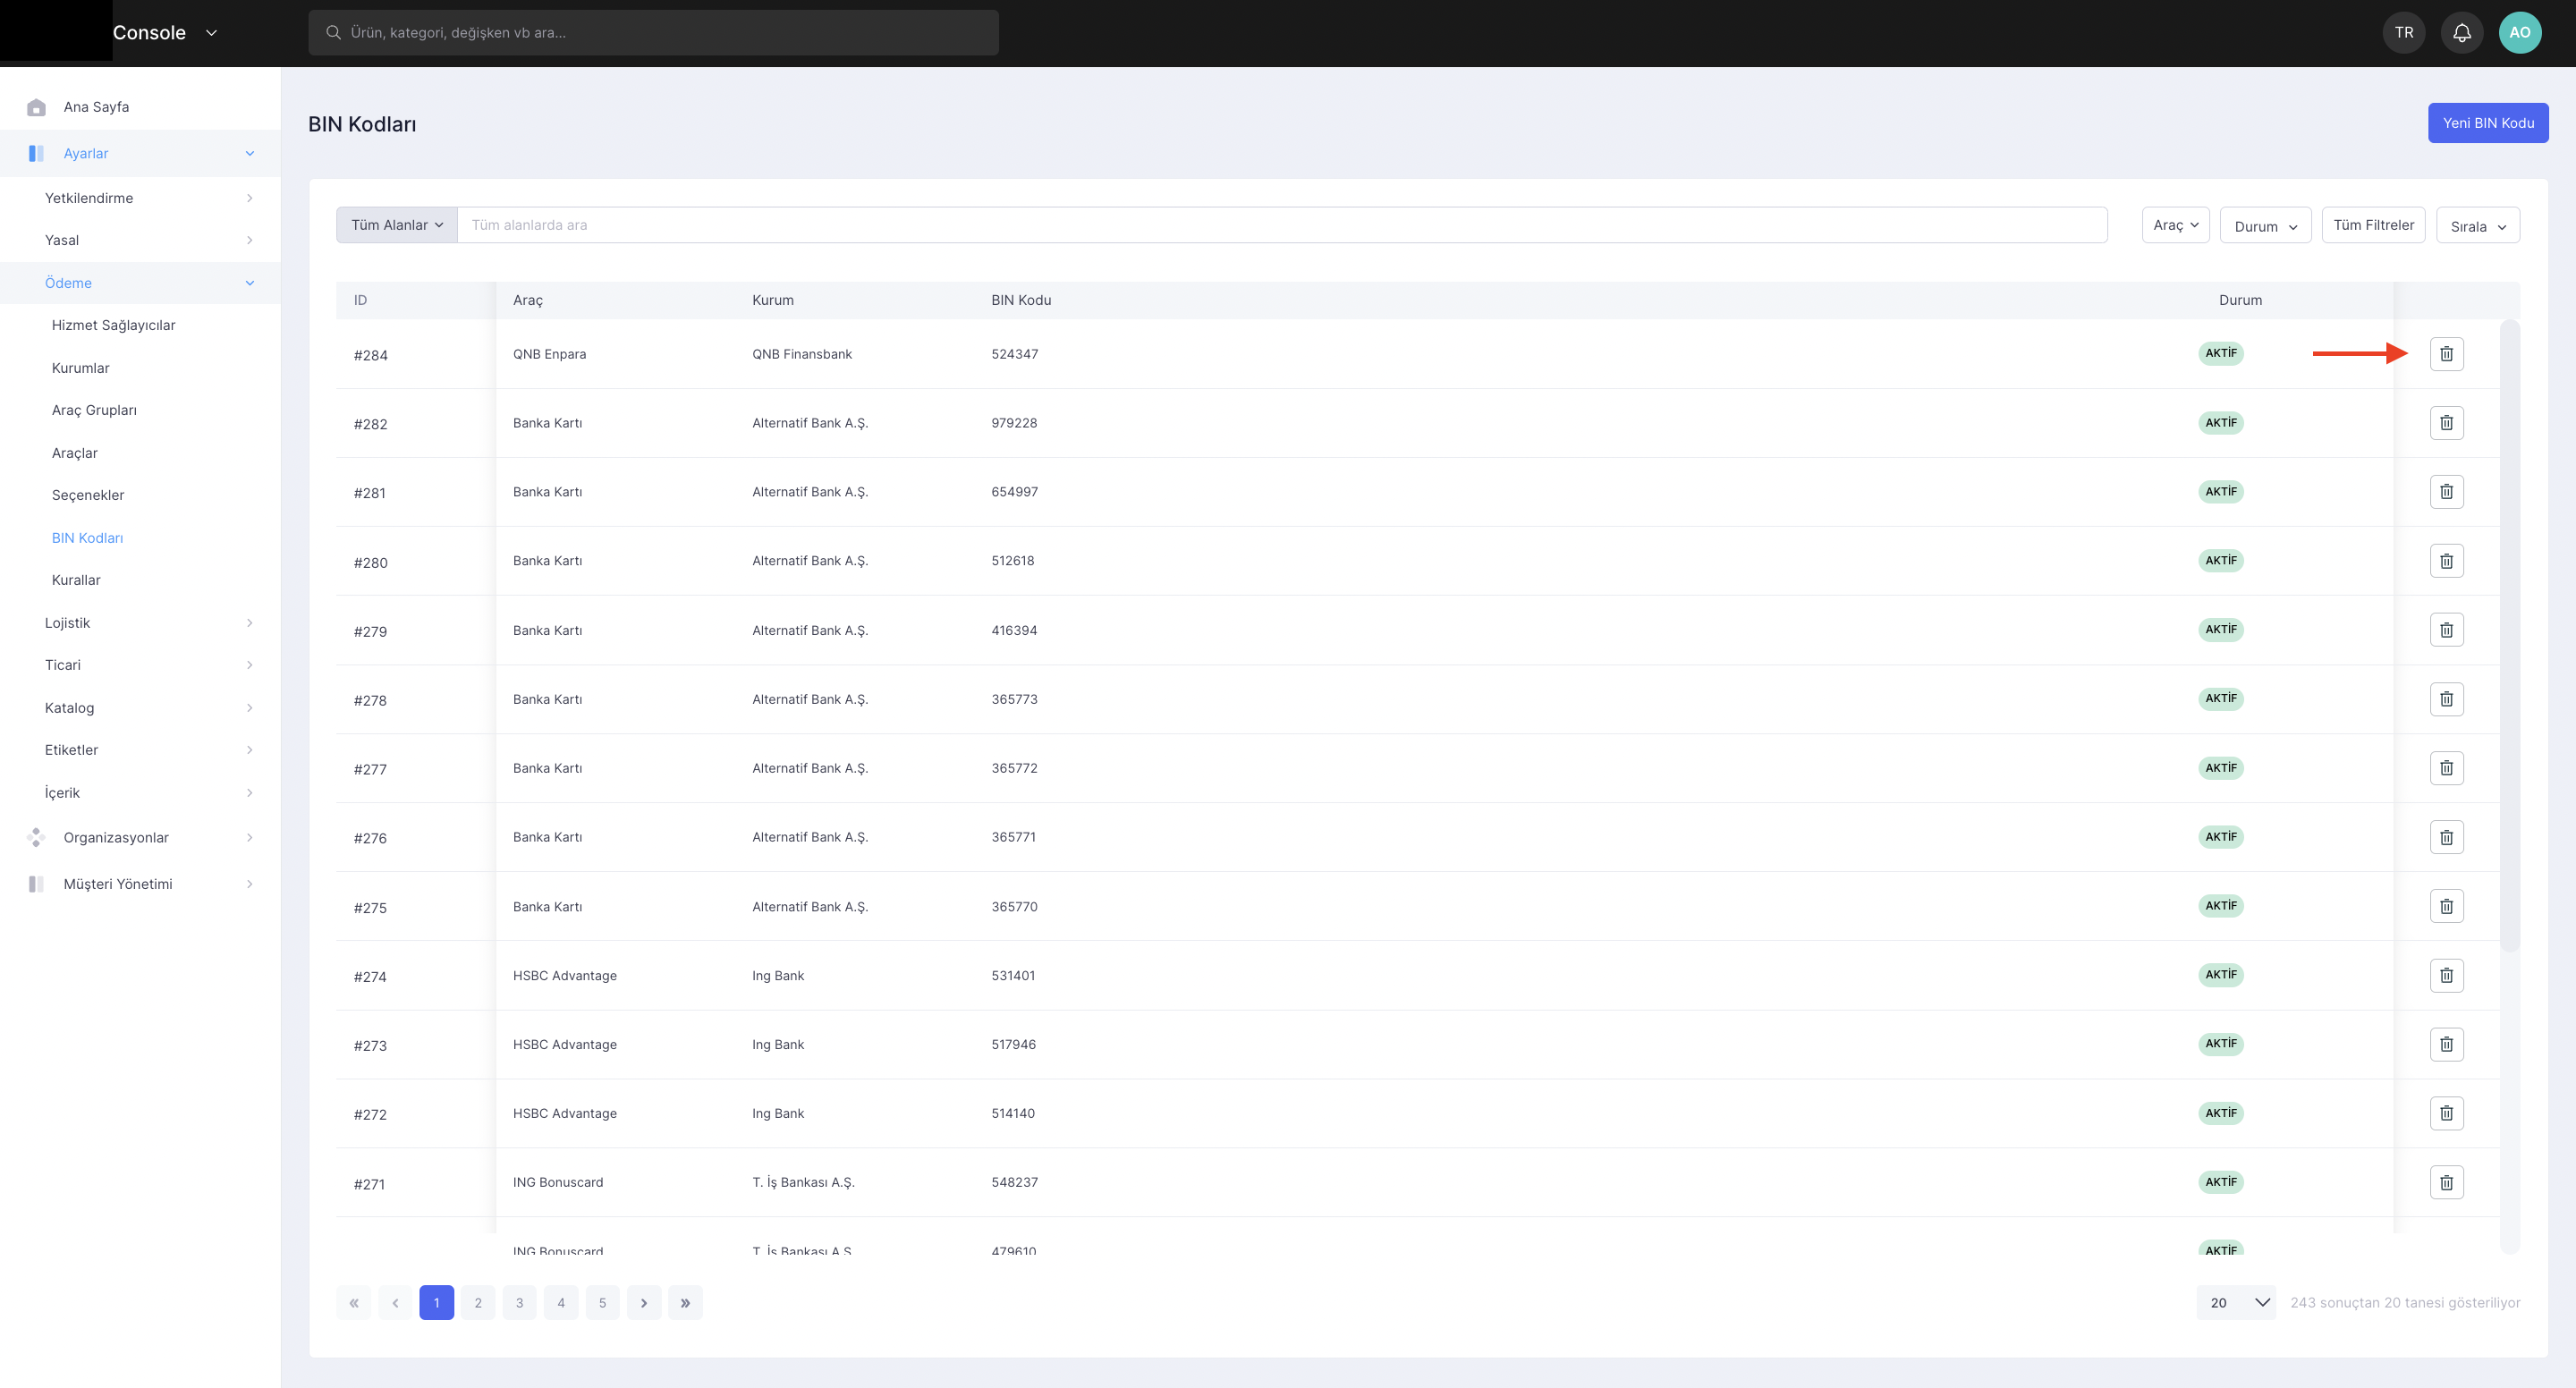 Console
Ürün, kategori, değişken vb ara...
TR
AO
Ana Sayfa
Ayarlar
Yetkilendirme
Yasal
Ödeme
Hizmet Sağlayıcılar
Kurumlar
Araç Grupları
Araçlar
Seçenekler
BIN Kodları
Kurallar
Lojistik
Ticari
Katalog
Etiketler
İçerik
Organizasyonlar
Müşteri Yönetimi
BIN Kodları
Yeni BIN Kodu
Tüm Alanlar Tüm alanlarda ara Araç Durum Tüm Filtreler Sırala
ID Araç Kurum BIN Kodu Durum
#284 QNB Enpara QNB Finansbank 524347 AKTİF
#282 Banka Kartı Alternatif Bank A.Ş. 979228 AKTİF
#281 Banka Kartı Alternatif Bank A.Ş. 654997 AKTİF
#280 Banka Kartı Alternatif Bank A.Ş. 512618 AKTİF
#279 Banka Kartı Alternatif Bank A.Ş. 416394 AKTİF
#278 Banka Kartı Alternatif Bank A.Ş. 365773 AKTİF
#277 Banka Kartı Alternatif Bank A.Ş. 365772 AKTİF
#276 Banka Kartı Alternatif Bank A.Ş. 365771 AKTİF
#275 Banka Kartı Alternatif Bank A.Ş. 365770 AKTİF
#274 HSBC Advantage Ing Bank 531401 AKTİF
#273 HSBC Advantage Ing Bank 517946 AKTİF
#272 HSBC Advantage Ing Bank 514140 AKTİF
#271 ING Bonuscard T. İş Bankası A.Ş. 548237 AKTİF
ING Bonuscard T. İş Bankası A.Ş. 479610 AKTİF
« ‹ 1 2 3 4 5 › »
20 243 sonuçtan 20 tanesi gösteriliyor